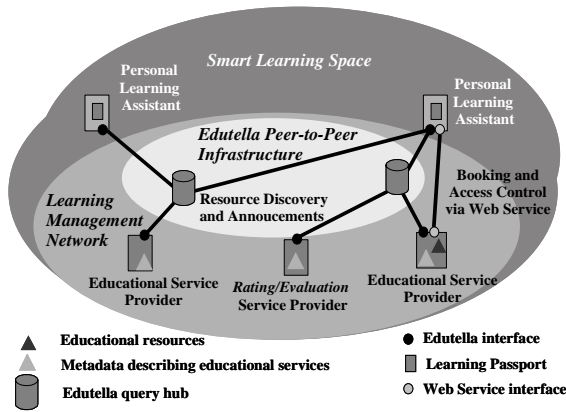 Smart Learning Space
Personal
Learning
Assistant
Personal
Learning
Assistant
Edutella Peer-to-Peer
Infrastructure
Booking and
Access Control
via Web Service
Learning
Management
Network
Resource Discovery
and Annoucements
Educational Service
Provider
Rating/Evaluation
Service Provider
Educational Service
Provider
Educational resources
Metadata describing educational services
Edutella query hub
Edutella interface
Learning Passport
Web Service interface